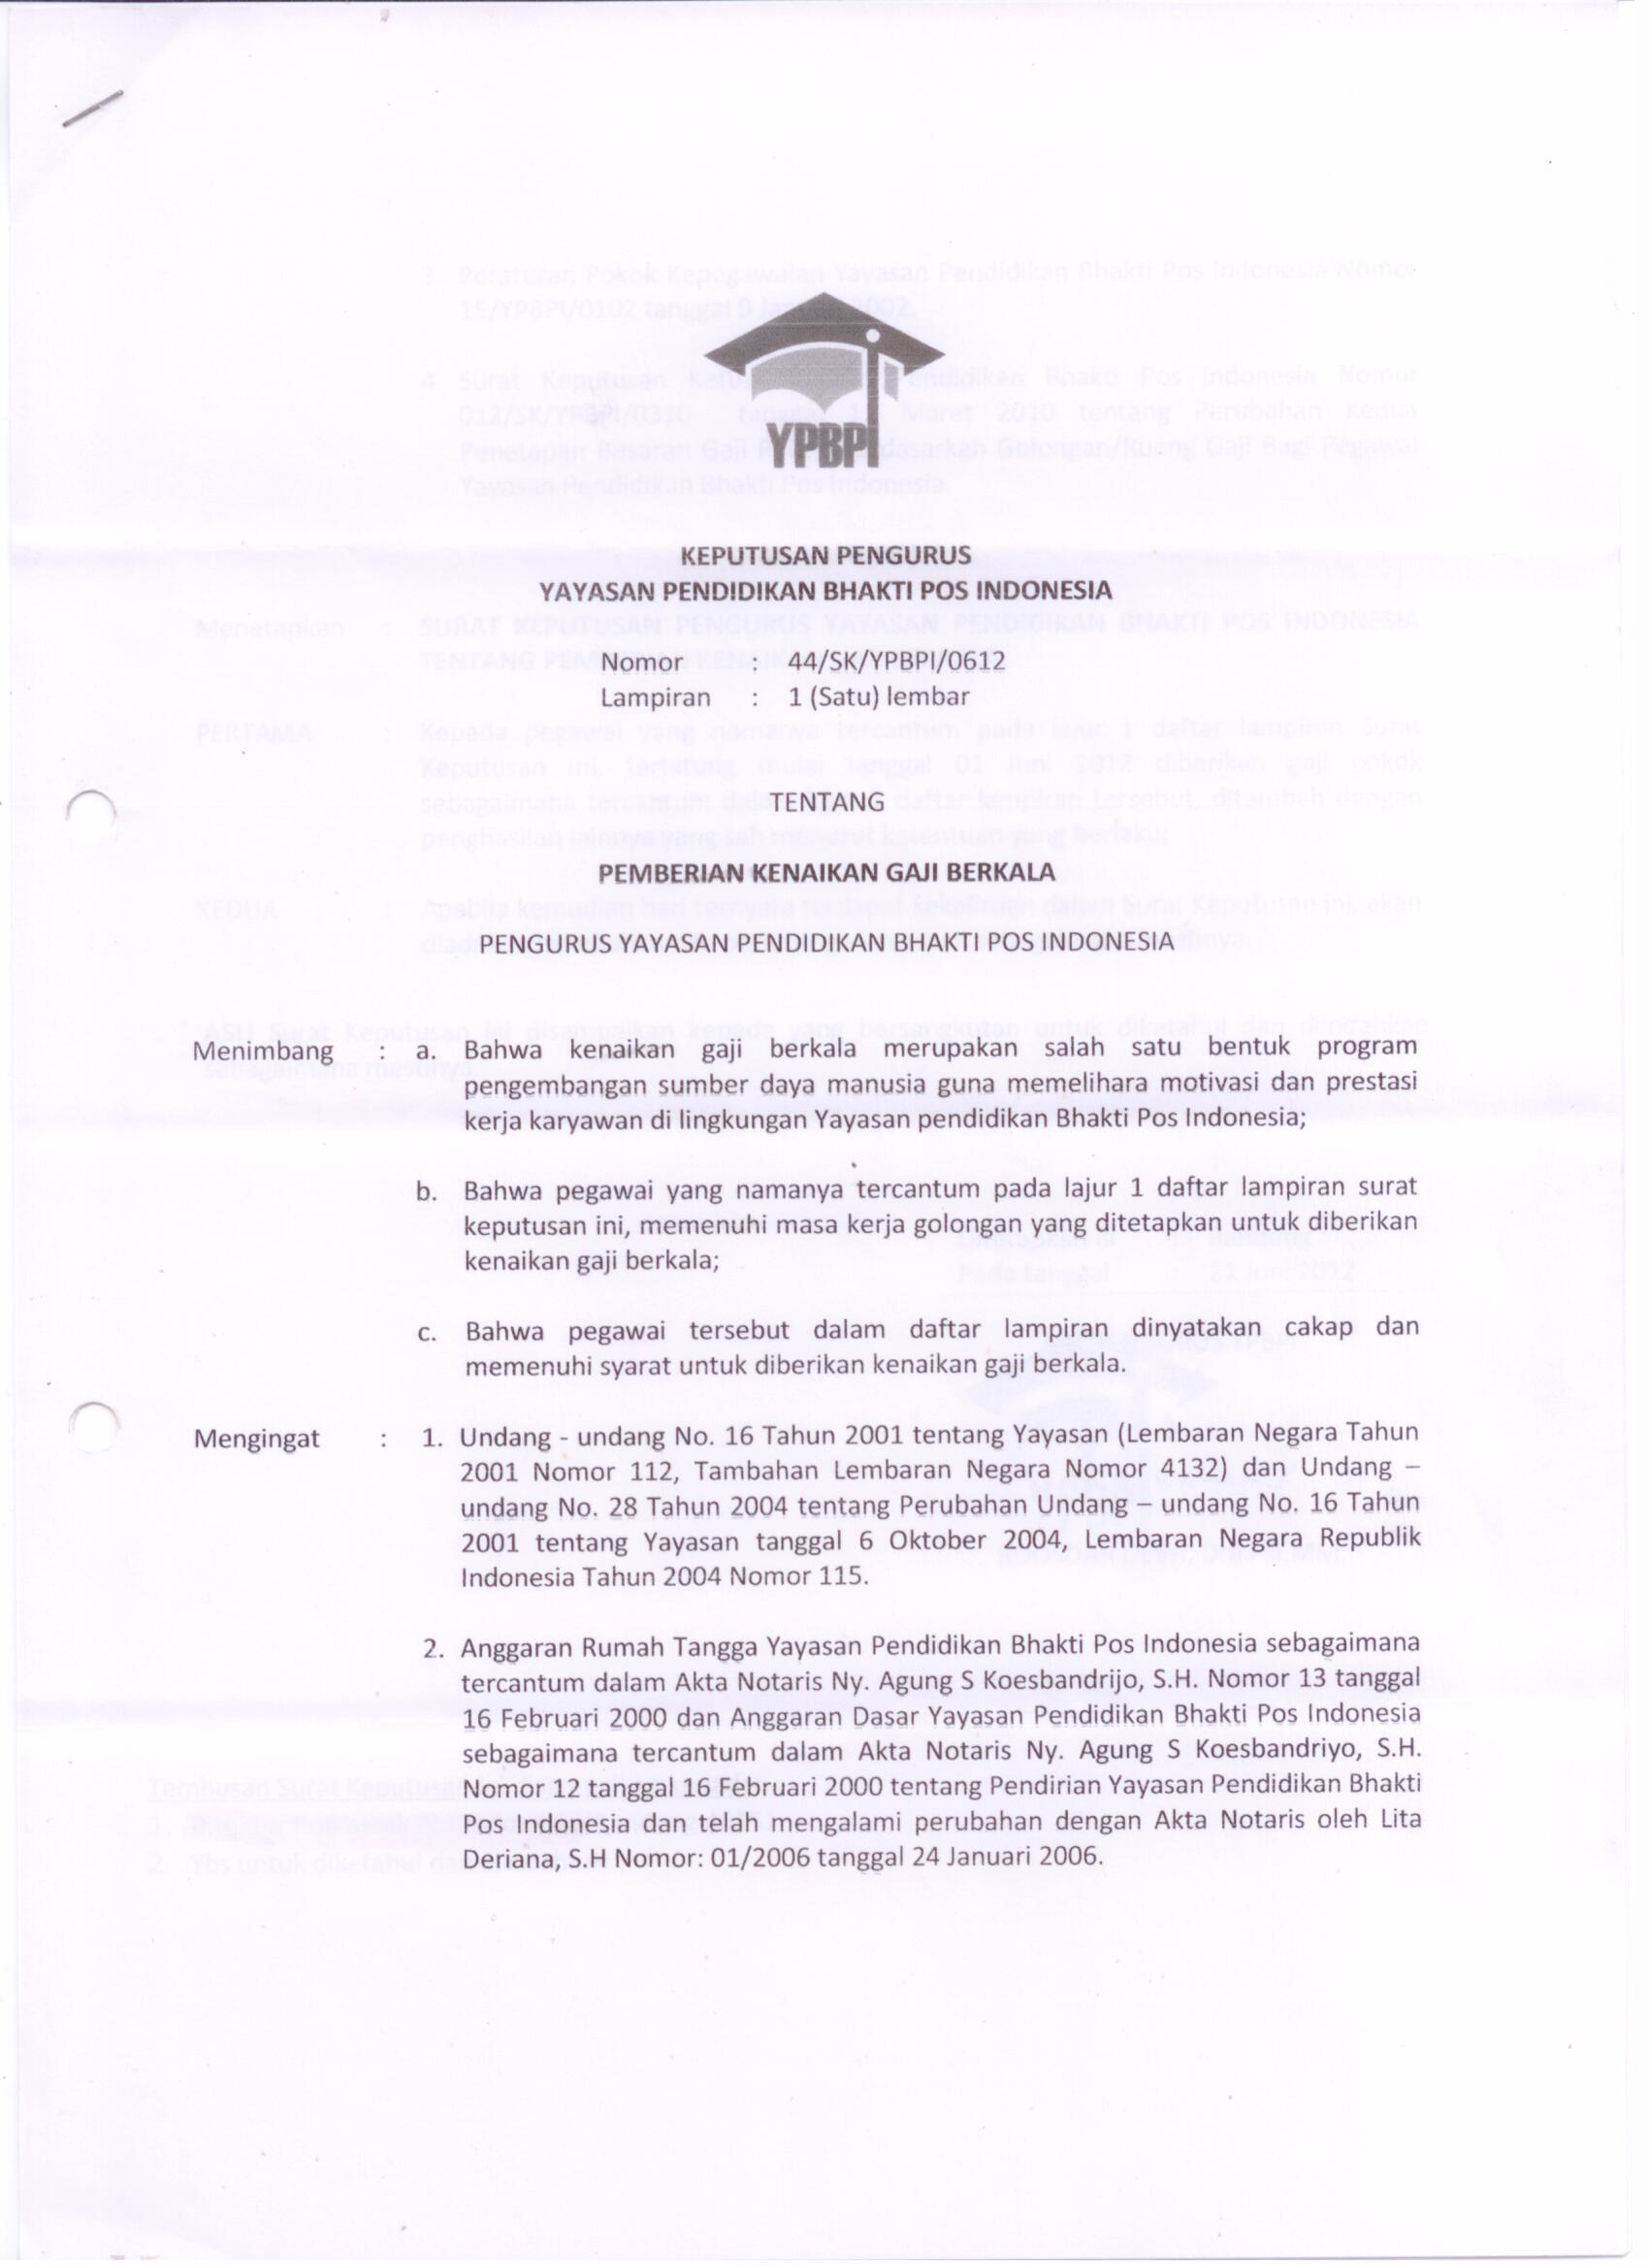 YPBPI
KEPUTUSAN PENGURUS
YAYASAN PENDIDIKAN BHAKTI POS INDONESIA
Nomor : 44/SK/YPBPI/0612
Lampiran : 1 (Satu) lembar
TENTANG
PEMBERIAN KENAIKAN GAJI BERKALA
PENGURUS YAYASAN PENDIDIKAN BHAKTI POS INDONESIA
Menimbang : a. Bahwa kenaikan gaji berkala merupakan salah satu bentuk program
pengembangan sumber daya manusia guna memelihara motivasi dan prestasi
kerja karyawan di lingkungan Yayasan pendidikan Bhakti Pos Indonesia;
b. Bahwa pegawai yang namanya tercantum pada lajur 1 daftar lampiran surat
keputusan ini, memenuhi masa kerja golongan yang ditetapkan untuk diberikan
kenaikan gaji berkala;
c. Bahwa pegawai tersebut dalam daftar lampiran dinyatakan cakap dan
memenuhi syarat untuk diberikan kenaikan gaji berkala.
Mengingat : 1. Undang - undang No. 16 Tahun 2001 tentang Yayasan (Lembaran Negara Tahun
2001 Nomor 112, Tambahan Lembaran Negara Nomor 4132) dan Undang –
undang No. 28 Tahun 2004 tentang Perubahan Undang – undang No. 16 Tahun
2001 tentang Yayasan tanggal 6 Oktober 2004, Lembaran Negara Republik
Indonesia Tahun 2004 Nomor 115.
2. Anggaran Rumah Tangga Yayasan Pendidikan Bhakti Pos Indonesia sebagaimana
tercantum dalam Akta Notaris Ny. Agung S Koesbandrijo, S.H. Nomor 13 tanggal
16 Februari 2000 dan Anggaran Dasar Yayasan Pendidikan Bhakti Pos Indonesia
sebagaimana tercantum dalam Akta Notaris Ny. Agung S Koesbandriyo, S.H.
Nomor 12 tanggal 16 Februari 2000 tentang Pendirian Yayasan Pendidikan Bhakti
Pos Indonesia dan telah mengalami perubahan dengan Akta Notaris oleh Lita
Deriana, S.H Nomor: 01/2006 tanggal 24 Januari 2006.